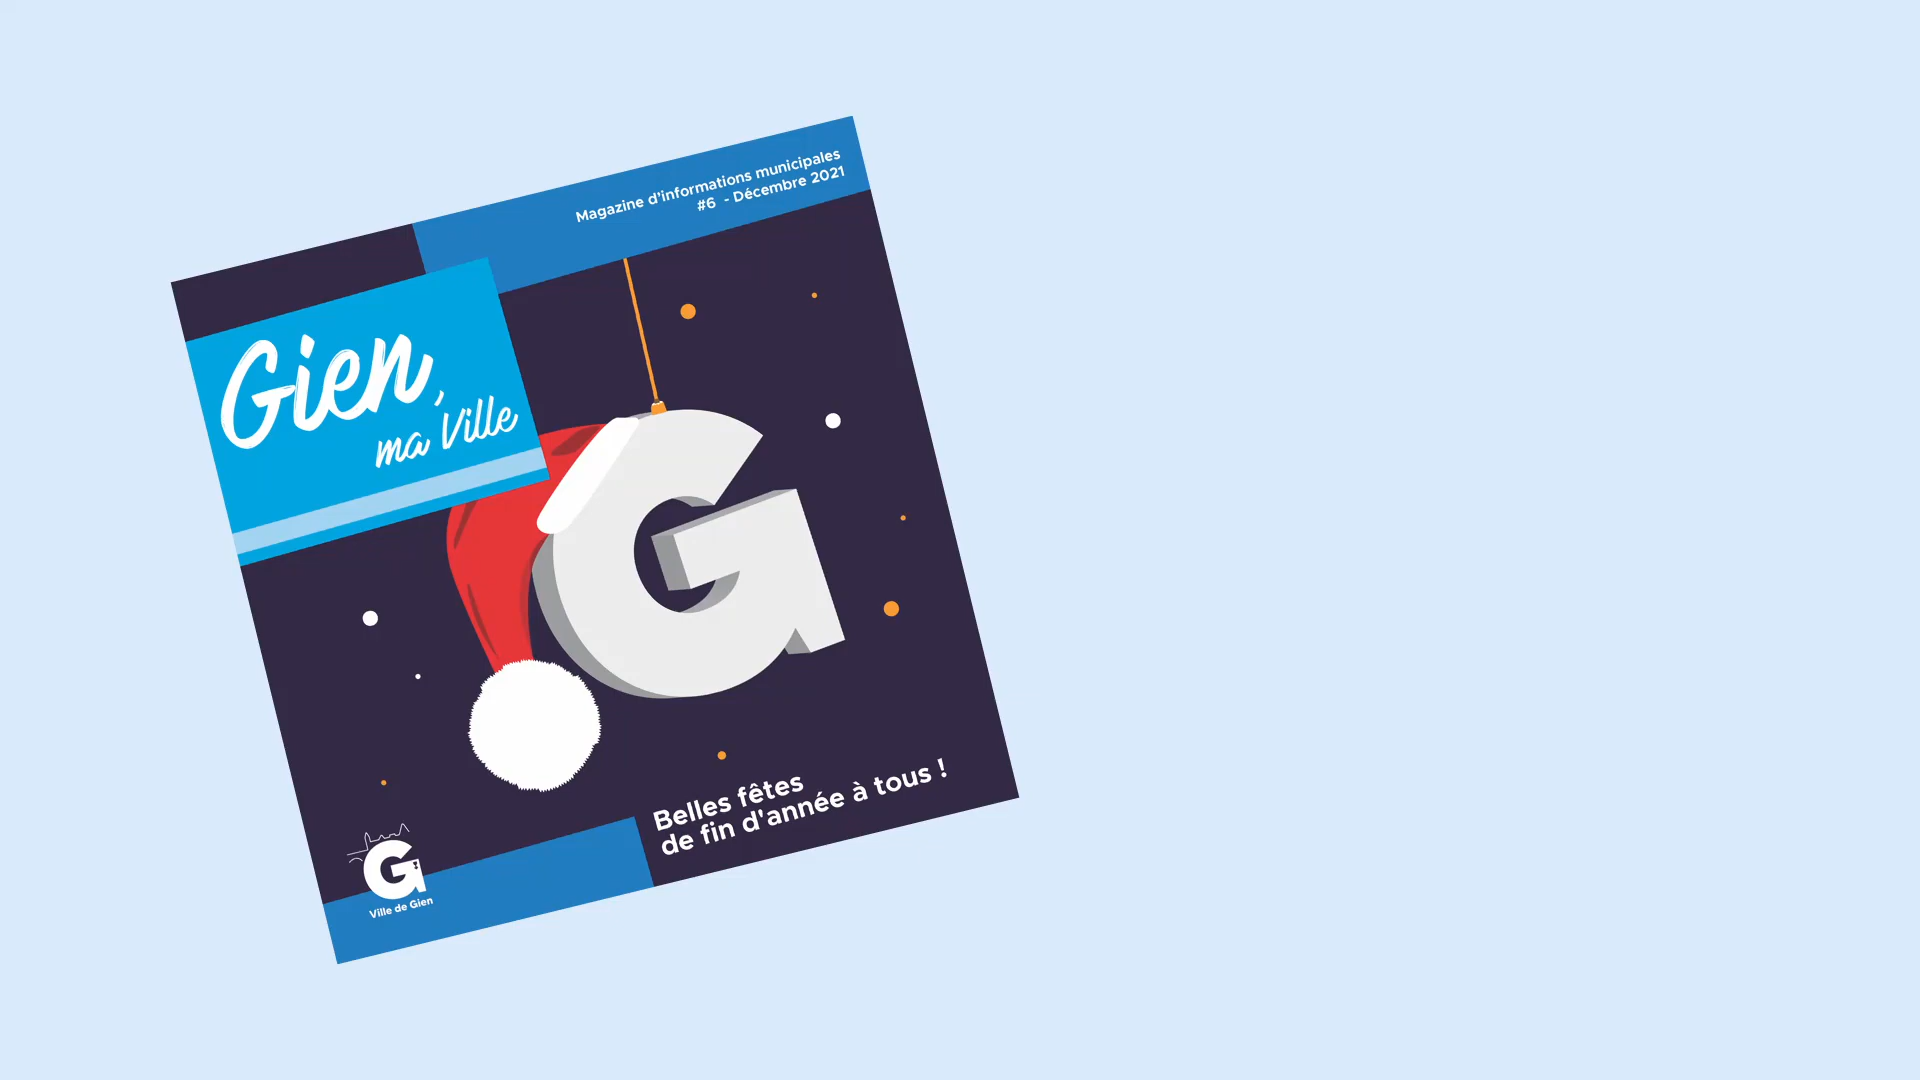 Magazine d'informations municipales
#6 - Décembre 2021
Gien,
ma Ville
G
Belles fêtes
de fin d'année à tous !
G
Ville de Gien